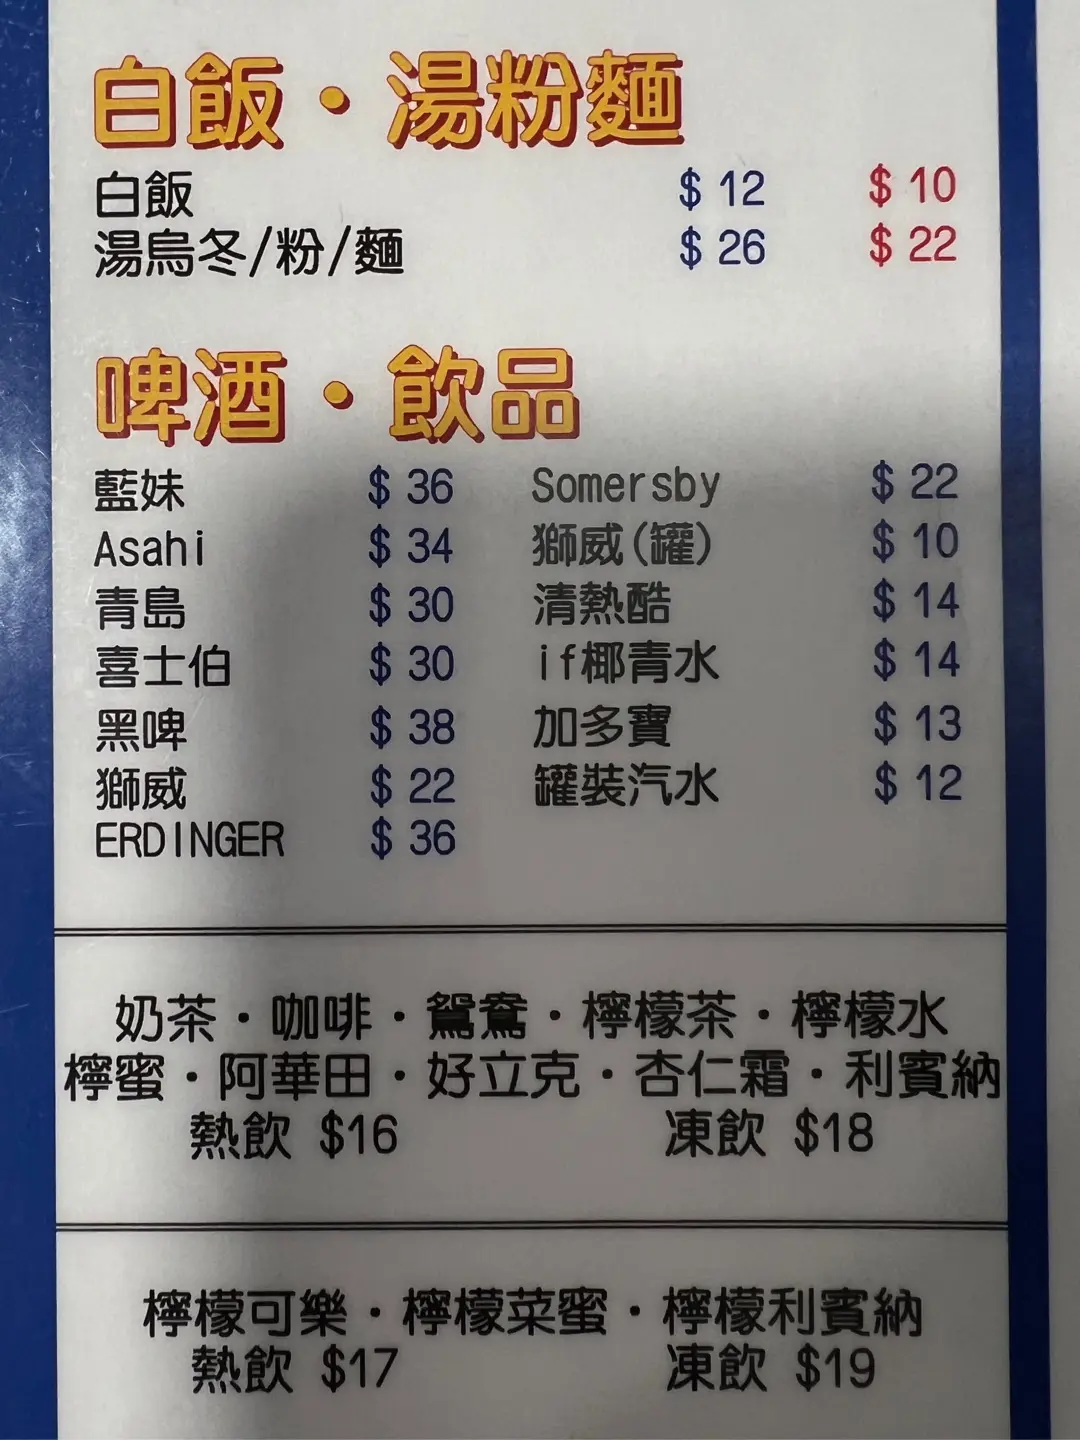 白飯・湯粉麵
白飯 $ 12 $ 10
湯烏冬/粉/麵 $ 26 $ 22
啤酒・飲品
藍妹 $ 36 Somersby $ 22
Asahi $ 34 獅威(罐) $ 10
青島 $ 30 清熱酷 $ 14
喜士伯 $ 30 if椰青水 $ 14
黑啤 $ 38 加多寶 $ 13
獅威 $ 22 罐裝汽水 $ 12
ERDINGER $ 36
奶茶・咖啡・鴛鴦・檸檬茶・檸檬水
檸蜜・阿華田・好立克・杏仁霜・利賓納
熱飲 $16 凍飲 $18
檸檬可樂・檸檬菜蜜・檸檬利賓納
熱飲 $17 凍飲 $19